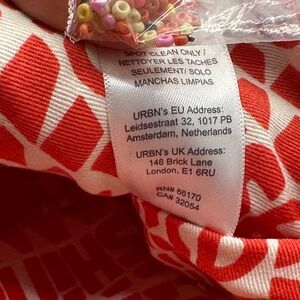 SPOT CLEAN ONLY /
NETTOYER LES TACHES
SEULEMENT/ SOLO
MANCHAS LIMPIAS
URBN's EU Address:
Leidsestraat 32, 1017 PB
Amsterdam, Netherlands
URBN's UK Address:
146 Brick Lane
London, E1 6RU
RN# 66170
CA# 32054